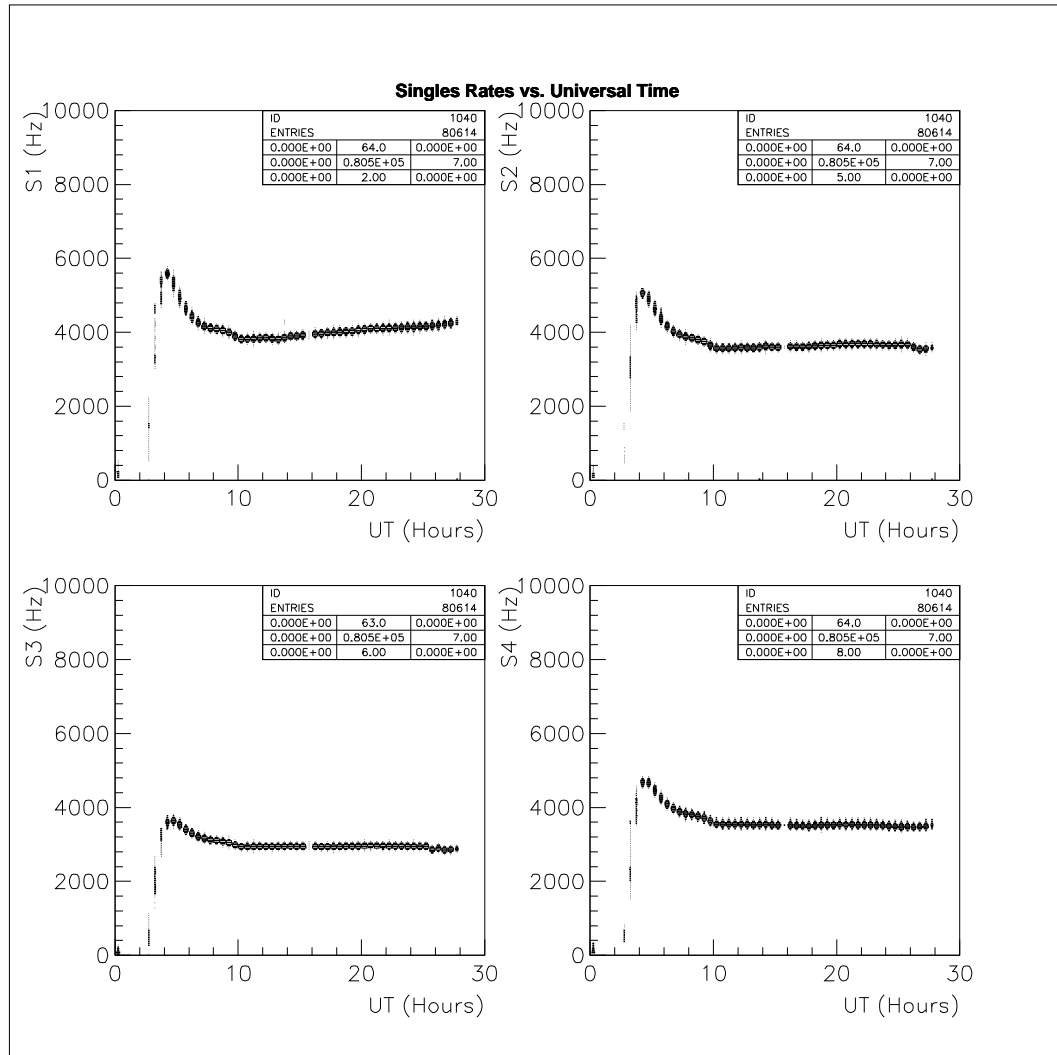 Singles Rates vs. Universal Time
S1 (Hz)
10000
8000
6000
4000
2000
0
ID 1040
ENTRIES 80614
0.000E+00 64.0 0.000E+00
0.000E+00 0.805E+05 7.00
0.000E+00 2.00 0.000E+00
0 10 20 30
UT (Hours)
S2 (Hz)
10000
8000
6000
4000
2000
0
ID 1040
ENTRIES 80614
0.000E+00 64.0 0.000E+00
0.000E+00 0.805E+05 7.00
0.000E+00 5.00 0.000E+00
0 10 20 30
UT (Hours)
S3 (Hz)
10000
8000
6000
4000
2000
0
ID 1040
ENTRIES 80614
0.000E+00 63.0 0.000E+00
0.000E+00 0.805E+05 7.00
0.000E+00 6.00 0.000E+00
0 10 20 30
UT (Hours)
S4 (Hz)
10000
8000
6000
4000
2000
0
ID 1040
ENTRIES 80614
0.000E+00 64.0 0.000E+00
0.000E+00 0.805E+05 7.00
0.000E+00 8.00 0.000E+00
0 10 20 30
UT (Hours)